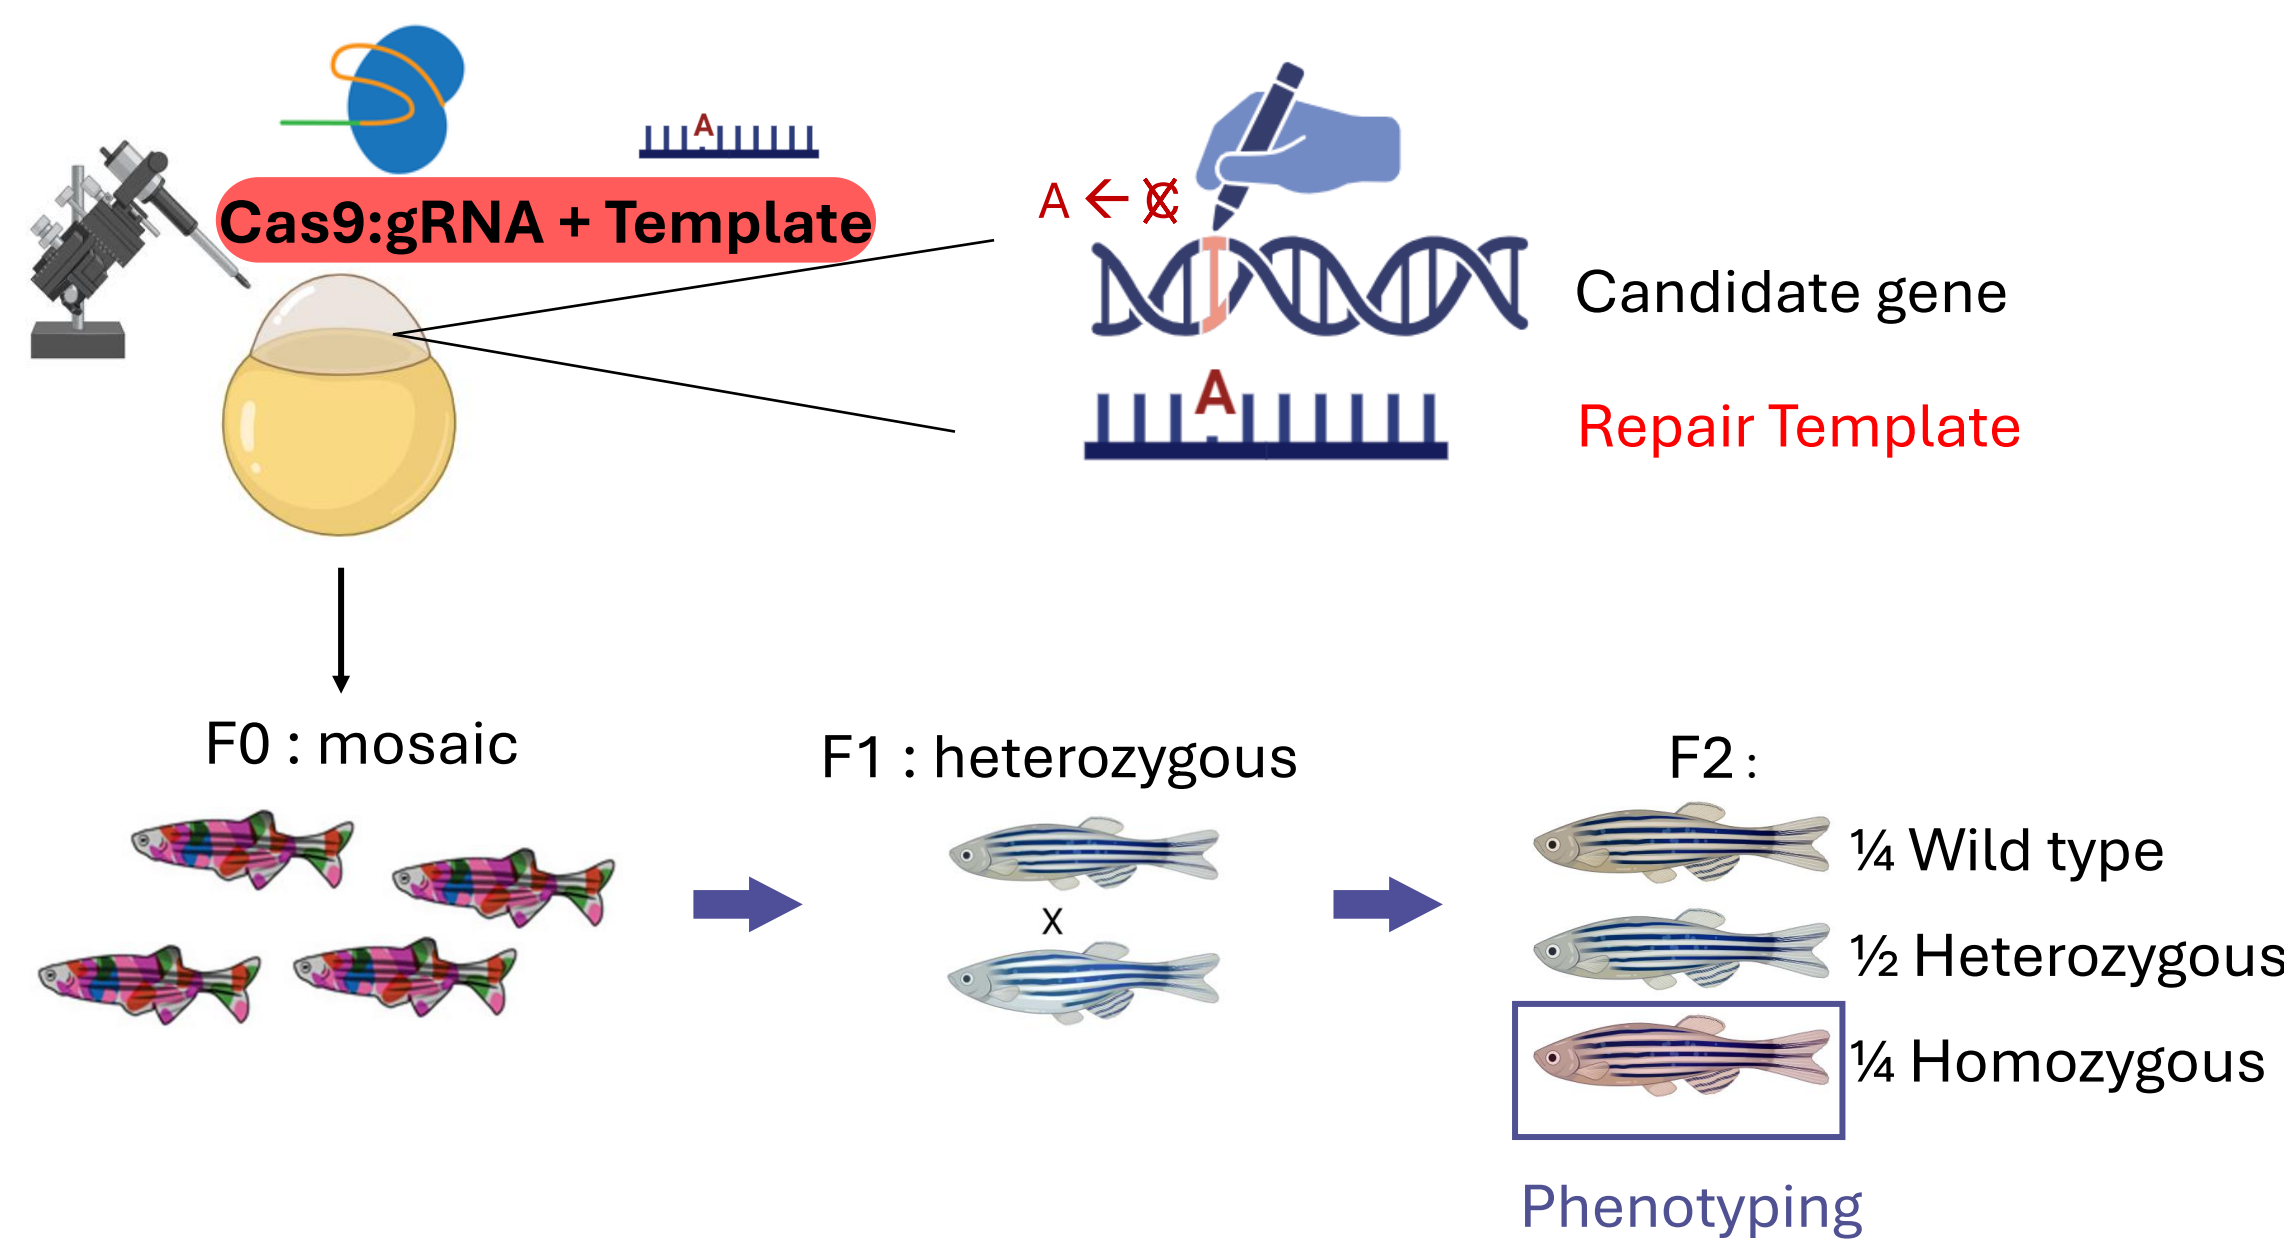 A
Cas9:gRNA + Template
A ← C
Candidate gene
A
Repair Template
F0 : mosaic
F1 : heterozygous
X
F2 :
¼ Wild type
½ Heterozygous
¼ Homozygous
Phenotyping